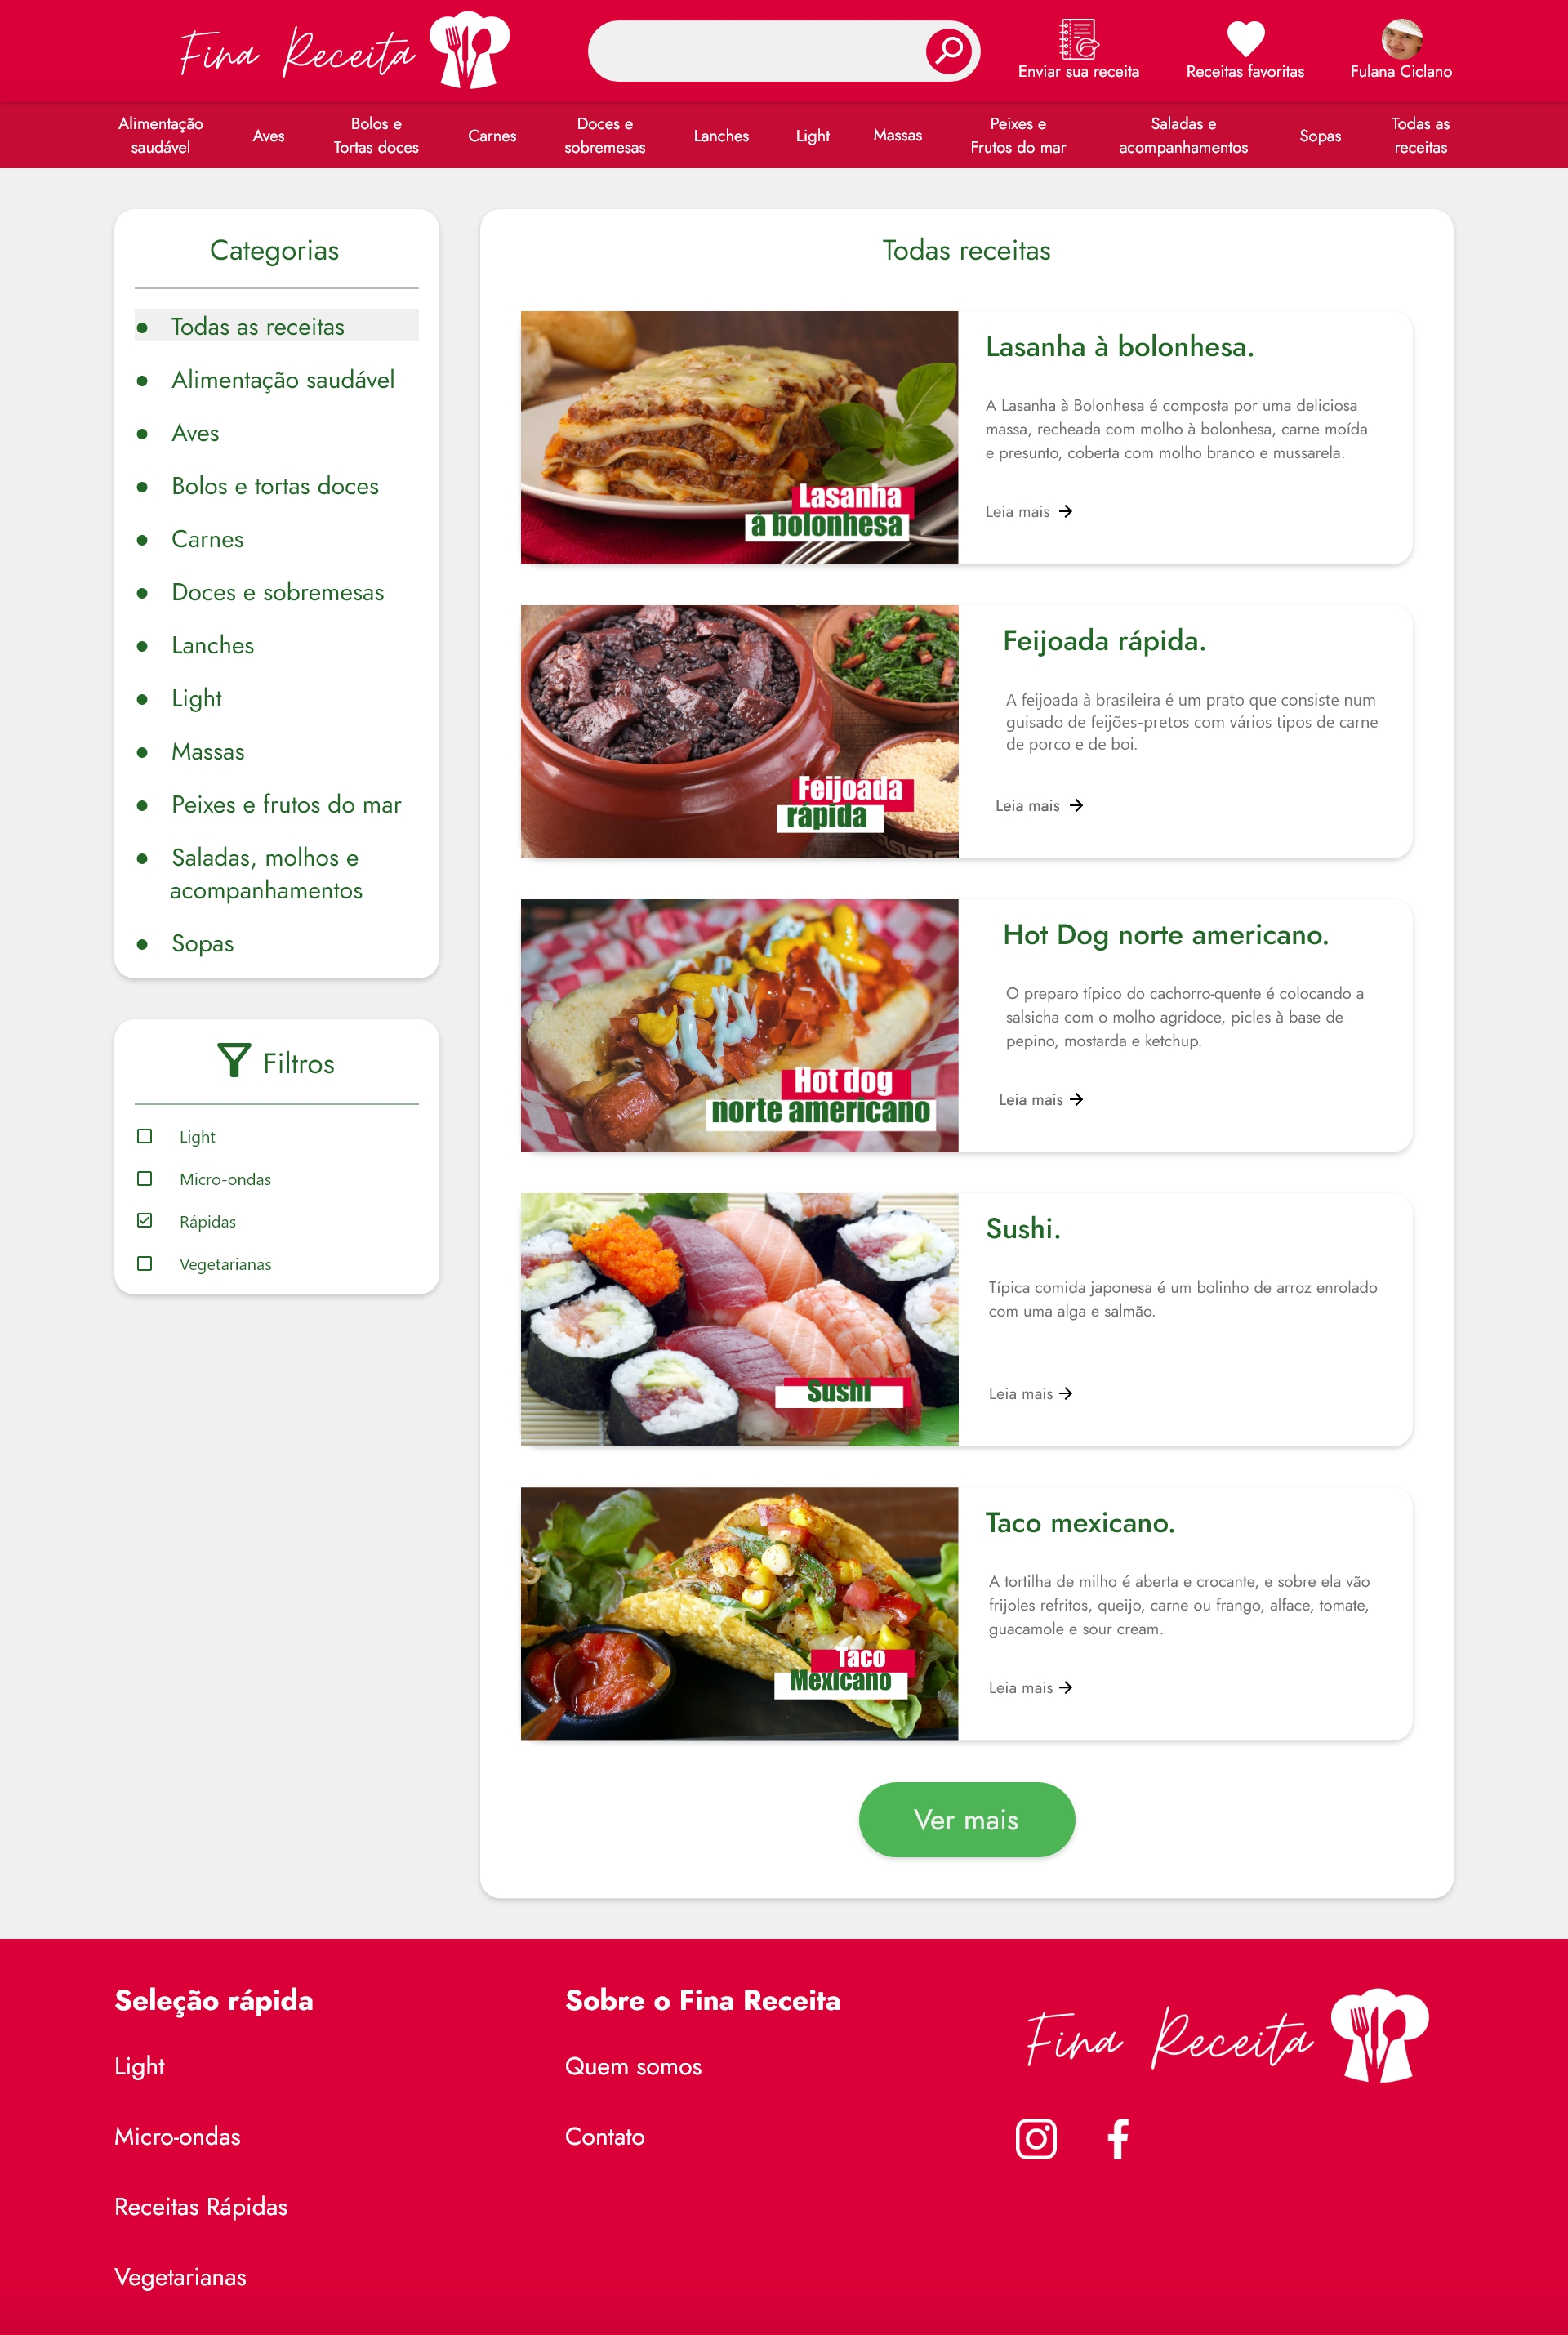 Fina Receita
Enviar sua receita
Receitas favoritas
Fulana Ciclano
Alimentação
saudável
Aves
Bolos e
Tortas doces
Carnes
Doces e
sobremesas
Lanches
Light
Massas
Peixes e
Frutos do mar
Saladas e
acompanhamentos
Sopas
Todas as
receitas
Categorias
Todas as receitas
Alimentação saudável
Aves
Bolos e tortas doces
Carnes
Doces e sobremesas
Lanches
Light
Massas
Peixes e frutos do mar
Saladas, molhos e
acompanhamentos
Sopas
Filtros
Light
Micro-ondas
Rápidas
Vegetarianas
Todas receitas
Lasanha
á bolonhesa
Lasanha à bolonhesa.
A Lasanha à Bolonhesa é composta por uma deliciosa
massa, recheada com molho à bolonhesa, carne moída
e presunto, coberta com molho branco e mussarela.
Leia mais
Feijoada
rápida
Feijoada rápida.
A feijoada à brasileira é um prato que consiste num
guisado de feijões-pretos com vários tipos de carne
de porco e de boi.
Leia mais
Hot dog
norte americano
Hot Dog norte americano.
O preparo típico do cachorro-quente é colocando a
salsicha com o molho agridoce, picles à base de
pepino, mostarda e ketchup.
Leia mais
Sushi
Sushi.
Típica comida japonesa é um bolinho de arroz enrolado
com uma alga e salmão.
Leia mais
Taco
Mexicano
Taco mexicano.
A tortilha de milho é aberta e crocante, e sobre ela vão
frijoles refritos, queijo, carne ou frango, alface, tomate,
guacamole e sour cream.
Leia mais
Ver mais
Seleção rápida
Light
Micro-ondas
Receitas Rápidas
Vegetarianas
Sobre o Fina Receita
Quem somos
Contato
Fina Receita